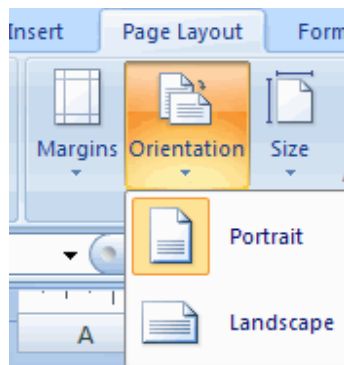 Insert Page Layout Form
Margins Orientation Size
Portrait
Landscape
A